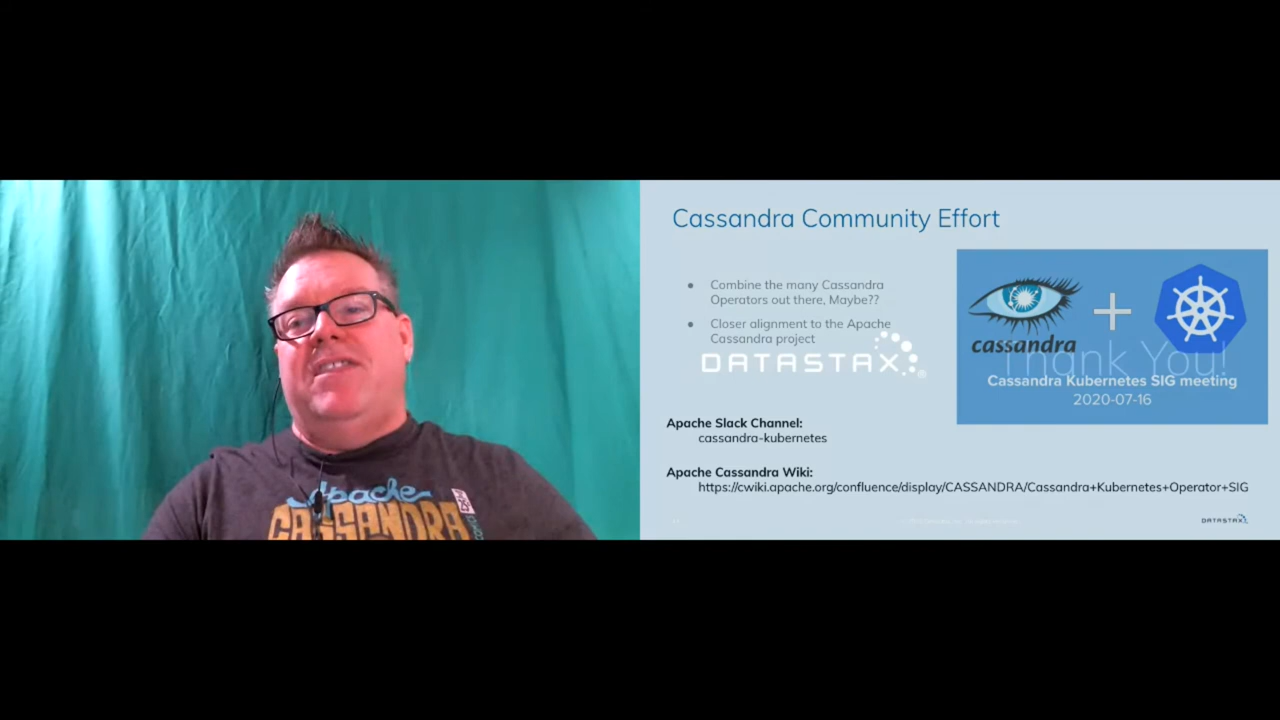 Cassandra Community Effort
Combine the many Cassandra
Operators out there, Maybe??
Closer alignment to the Apache
Cassandra project
DATASTAX
cassandra
Thank You!
Cassandra Kubernetes SIG meeting
2020-07-16
Apache Slack Channel:
cassandra-kubernetes
Apache Cassandra Wiki:
https://cwiki.apache.org/confluence/display/CASSANDRA/Cassandra+Kubernetes+Operator+SIG
DATASTAX
Apache
CASSANDRA